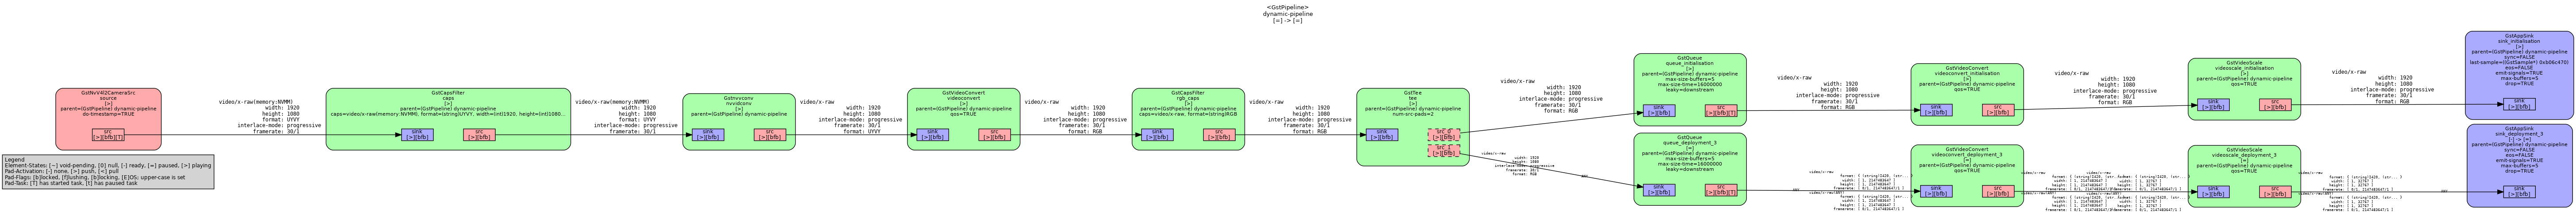 <GstPipeline>
dynamic-pipeline
[=] -> [=]
GstNvV4l2CameraSrc
source
[>]
parent=(GstPipeline) dynamic-pipeline
do-timestamp=TRUE
src
[>][bfb][T]
video/x-raw(memory:NVMM)
width: 1920
height: 1080
format: UYVY
interlace-mode: progressive
framerate: 30/1
GstCapsFilter
caps
[>]
parent=(GstPipeline) dynamic-pipeline
caps=video/x-raw(memory:NVMM), format=(string)UYVY, width=(int)1920, height=(int)1080...
sink
[>][bfb]
src
[>][bfb]
video/x-raw(memory:NVMM)
width: 1920
height: 1080
format: UYVY
interlace-mode: progressive
framerate: 30/1
Gstnvvconv
nvvidconv
[>]
parent=(GstPipeline) dynamic-pipeline
sink
[>][bfb]
src
[>][bfb]
video/x-raw
width: 1920
height: 1080
interlace-mode: progressive
framerate: 30/1
format: UYVY
GstVideoConvert
videoconvert
[>]
parent=(GstPipeline) dynamic-pipeline
qos=TRUE
sink
[>][bfb]
src
[>][bfb]
video/x-raw
width: 1920
height: 1080
interlace-mode: progressive
framerate: 30/1
format: RGB
GstCapsFilter
rgb_caps
[>]
parent=(GstPipeline) dynamic-pipeline
caps=video/x-raw, format=(string)RGB
sink
[>][bfb]
src
[>][bfb]
video/x-raw
width: 1920
height: 1080
interlace-mode: progressive
framerate: 30/1
format: RGB
GstTee
tee
[>]
parent=(GstPipeline) dynamic-pipeline
num-src-pads=2
sink
[>][bfb]
src_0
[>][bfb]
src_1
[>][bfb]
video/x-raw
width: 1920
height: 1080
interlace-mode: progressive
framerate: 30/1
format: RGB
GstQueue
queue_initialisation
[>]
parent=(GstPipeline) dynamic-pipeline
max-size-buffers=5
max-size-time=16000000
leaky=downstream
sink
[>][bfb]
src
[>][bfb][T]
video/x-raw
width: 1920
height: 1080
interlace-mode: progressive
framerate: 30/1
format: RGB
GstVideoConvert
videoconvert_initialisation
[>]
parent=(GstPipeline) dynamic-pipeline
qos=TRUE
sink
[>][bfb]
src
[>][bfb]
video/x-raw
width: 1920
height: 1080
interlace-mode: progressive
framerate: 30/1
format: RGB
GstVideoScale
videoscale_initialisation
[>]
parent=(GstPipeline) dynamic-pipeline
qos=TRUE
sink
[>][bfb]
src
[>][bfb]
video/x-raw
width: 1920
height: 1080
interlace-mode: progressive
framerate: 30/1
format: RGB
GstAppSink
sink_initialisation
[>]
parent=(GstPipeline) dynamic-pipeline
sync=FALSE
eos=FALSE
emit-signals=TRUE
max-buffers=5
drop=TRUE
sink
[>][bfb]
video/x-raw
width: 1920
height: 1080
interlace-mode: progressive
framerate: 30/1
format: RGB
ANY
GstQueue
queue_deployment_3
[>]
parent=(GstPipeline) dynamic-pipeline
max-size-buffers=5
max-size-time=16000000
leaky=downstream
sink
[>][bfb]
src
[>][bfb][T]
ANY
GstVideoConvert
videoconvert_deployment_3
[=]
parent=(GstPipeline) dynamic-pipeline
qos=TRUE
sink
[>][bfb]
src
[>][bfb]
GstVideoScale
videoscale_deployment_3
[=]
parent=(GstPipeline) dynamic-pipeline
qos=TRUE
sink
[>][bfb]
src
[>][bfb]
ANY
GstAppSink
sink_deployment_3
[-] -> [=]
parent=(GstPipeline) dynamic-pipeline
sync=FALSE
eos=FALSE
emit-signals=TRUE
max-buffers=5
drop=TRUE
sink
[>][bfb]
Legend
Element-States: [~] void-pending, [0] null, [-] ready, [=] paused, [>] playing
Pad-Activation: [-] none, [>] push, [<] pull
Pad-Flags: [b]locked, [f]lushing, [b]locking, [E]OS; upper-case is set
Pad-Task: [T] has started task, [t] has paused task